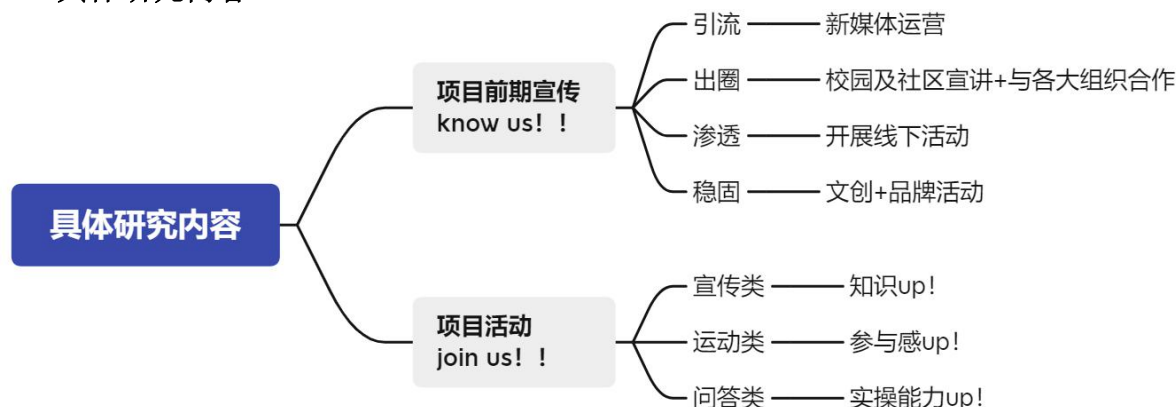 具体研究内容
项目前期宣传
know us！！
引流 新媒体运营
出圈 校园及社区宣讲+与各大组织合作
渗透 开展线下活动
稳固 文创+品牌活动
项目活动
join us！！
宣传类 知识up！
运动类 参与感up！
问答类 实操能力up!